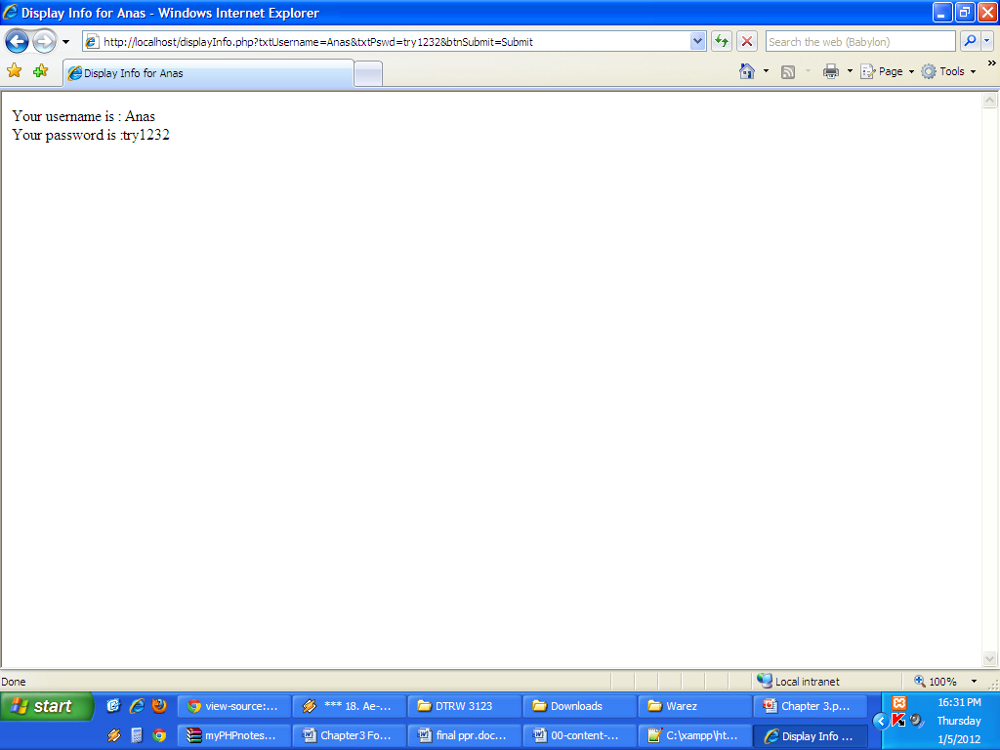 Display Info for Anas - Windows Internet Explorer
http://localhost/displayInfo.php?txtUsername=Anas&txtPswd=try1232&btnSubmit=Submit
Search the web (Babylon)
Display Info for Anas
Page
Tools
»
Your username is : Anas
Your password is :try1232
Done
Local intranet
100%
start
view-source:...
*** 18. Ae-...
DTRW 3123
Downloads
Warez
Chapter 3.p...
16:31 PM
Thursday
myPHPnotes...
Chapter3 Fo...
final ppr.doc...
00-content-...
C:\xampp\ht...
Display Info ...
1/5/2012